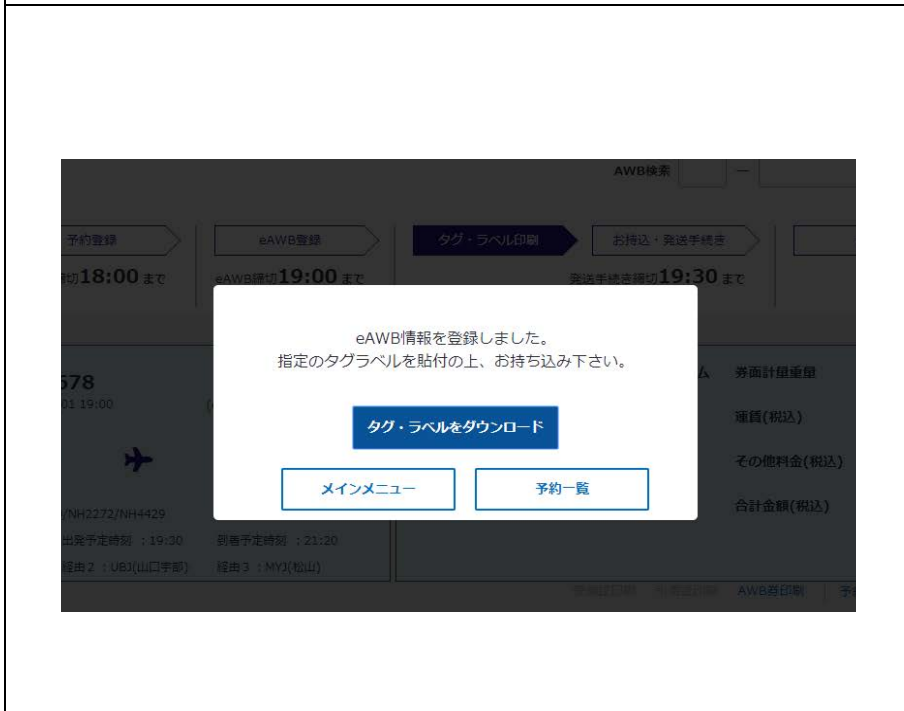 AWB検索 —
予約登録
eAWB登録
タグ・ラベル印刷
お持込・発送手続き
切18:00 まで
eAWB締切19:00 まで
発送手続き締切19:30 まで
eAWB情報を登録しました。
指定のタグラベルを貼付の上、お持ち込み下さい。
タグ・ラベルをダウンロード
メインメニュー
予約一覧
578
01 19:00
/NH2272/NH4429
出発予定時刻 : 19:30
到着予定時刻 : 21:20
経由2 : UBJ(山口宇部)
経由3 : MYJ(松山)
ム
券面計量重量
運賃(税込)
その他料金(税込)
合計金額(税込)
AWB券印刷